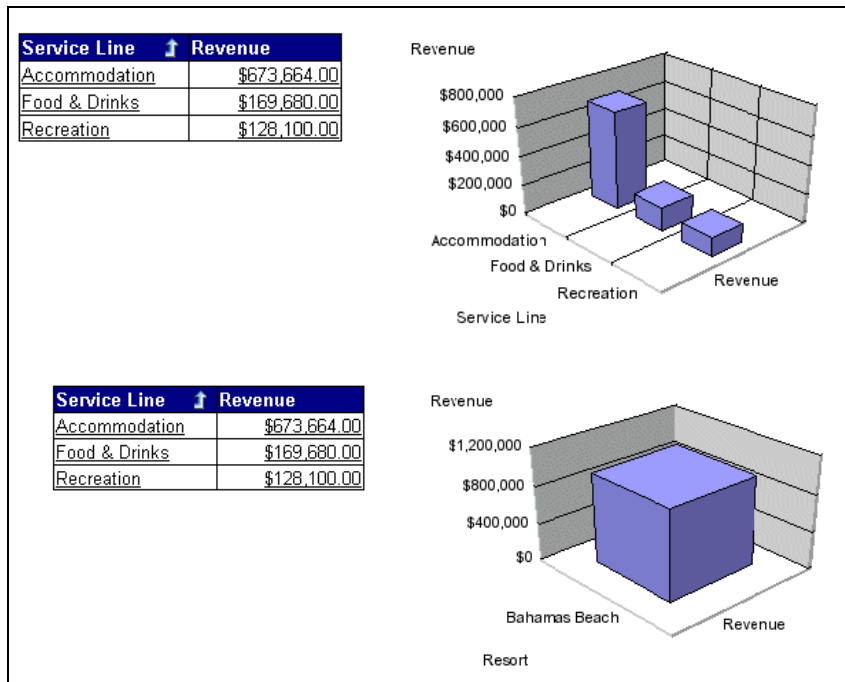 Service Line Revenue
Accommodation $673,664.00
Food & Drinks $169,680.00
Recreation $128,100.00
Revenue
$800,000
$600,000
$400,000
$200,000
$0
Accommodation
Food & Drinks
Recreation
Revenue
Service Line
Service Line Revenue
Accommodation $673,664.00
Food & Drinks $169,680.00
Recreation $128,100.00
Revenue
$1,200,000
$800,000
$400,000
$0
Bahamas Beach
Revenue
Resort